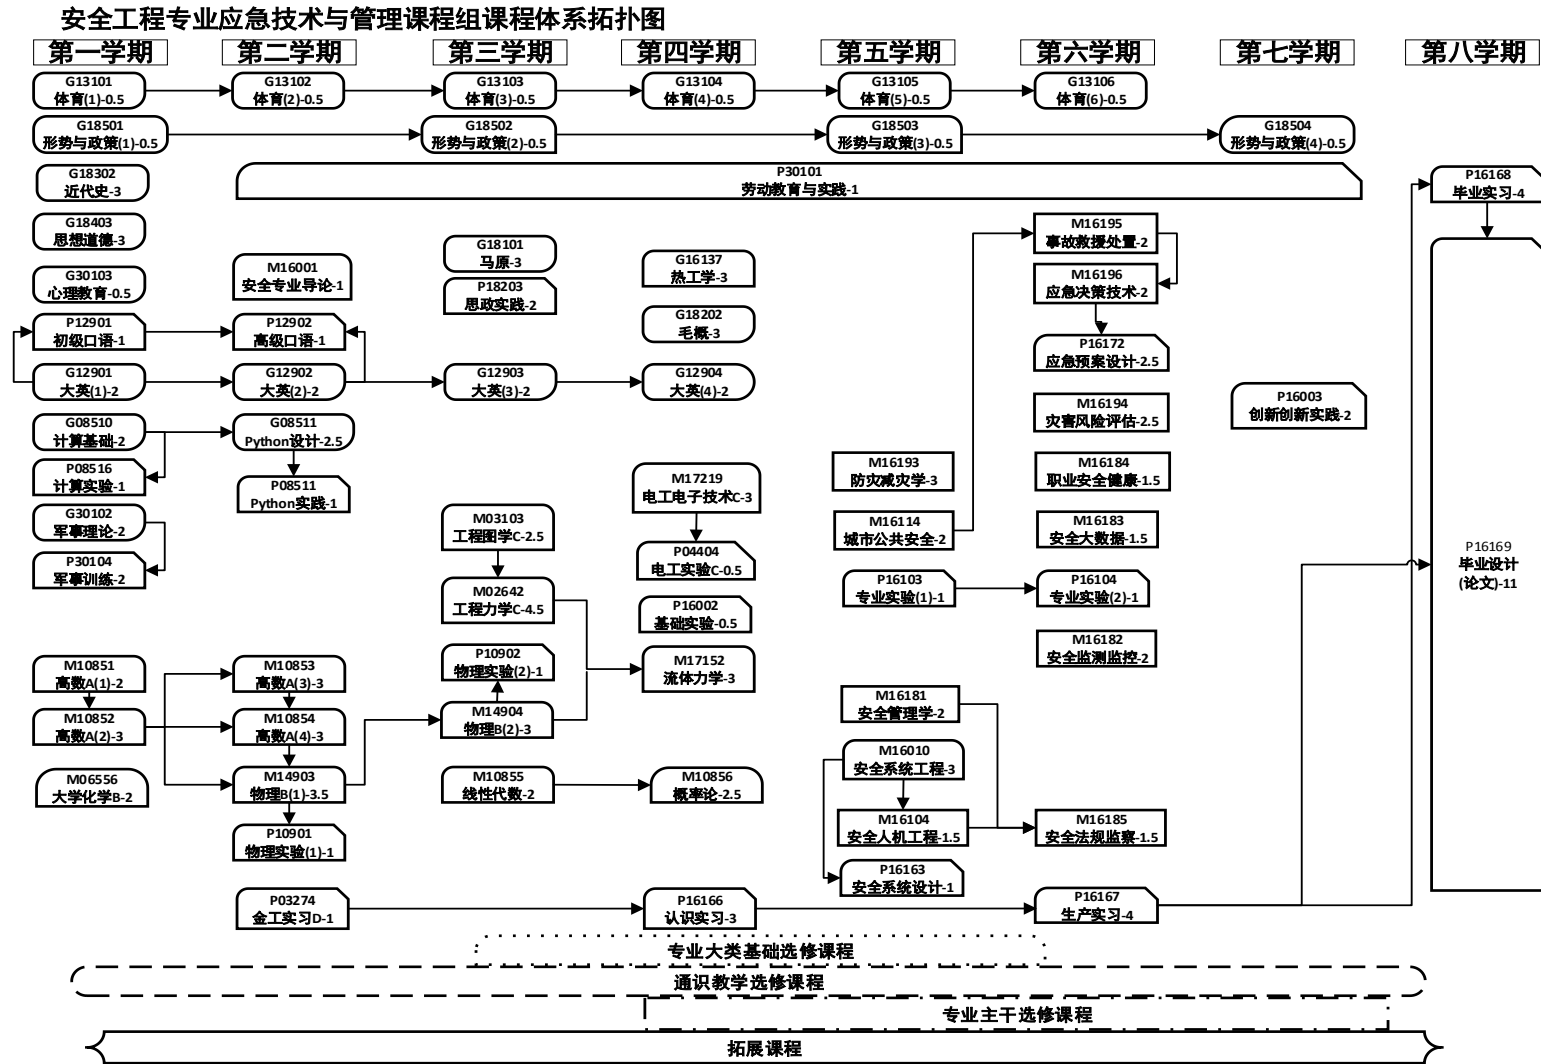 安全工程专业应急技术与管理课程组课程体系拓扑图
第一学期
第二学期
第三学期
第四学期
第五学期
第六学期
第七学期
第八学期
G13101
体育(1)-0.5
G13102
体育(2)-0.5
G13103
体育(3)-0.5
G13104
体育(4)-0.5
G13105
体育(5)-0.5
G13106
体育(6)-0.5
G18501
形势与政策(1)-0.5
G18502
形势与政策(2)-0.5
G18503
形势与政策(3)-0.5
G18504
形势与政策(4)-0.5
G18302
近代史-3
P30101
劳动教育与实践-1
P16168
毕业实习-4
G18403
思想道德-3
G18101
马原-3
M16195
事故救援处置-2
G30103
心理教育-0.5
M16001
安全专业导论-1
P18203
思政实践-2
G16137
热工学-3
M16196
应急决策技术-2
P12901
初级口语-1
P12902
高级口语-1
G18202
毛概-3
P16172
应急预案设计-2.5
G12901
大英(1)-2
G12902
大英(2)-2
G12903
大英(3)-2
G12904
大英(4)-2
M16194
灾害风险评估-2.5
P16003
创新创新实践-2
G08510
计算基础-2
G08511
Python设计-2.5
P08516
计算实验-1
P08511
Python实践-1
M17219
电工电子技术C-3
M16193
防灾减灾学-3
M16184
职业安全健康-1.5
G30102
军事理论-2
M03103
工程图学C-2.5
M16114
城市公共安全-2
M16183
安全大数据-1.5
P30104
军事训练-2
P04404
电工实验C-0.5
P16169
毕业设计
(论文)-11
M02642
工程力学C-4.5
P16002
基础实验-0.5
P16103
专业实验(1)-1
P16104
专业实验(2)-1
M10851
高数A(1)-2
M10853
高数A(3)-3
P10902
物理实验(2)-1
M17152
流体力学-3
M16182
安全监测监控-2
M10852
高数A(2)-3
M10854
高数A(4)-3
M14904
物理B(2)-3
M16181
安全管理学-2
M06556
大学化学B-2
M14903
物理B(1)-3.5
M10855
线性代数-2
M10856
概率论-2.5
M16010
安全系统工程-3
P10901
物理实验(1)-1
M16104
安全人机工程-1.5
M16185
安全法规监察-1.5
P16163
安全系统设计-1
P03274
金工实习D-1
P16166
认识实习-3
P16167
生产实习-4
专业大类基础选修课程
通识教学选修课程
专业主干选修课程
拓展课程